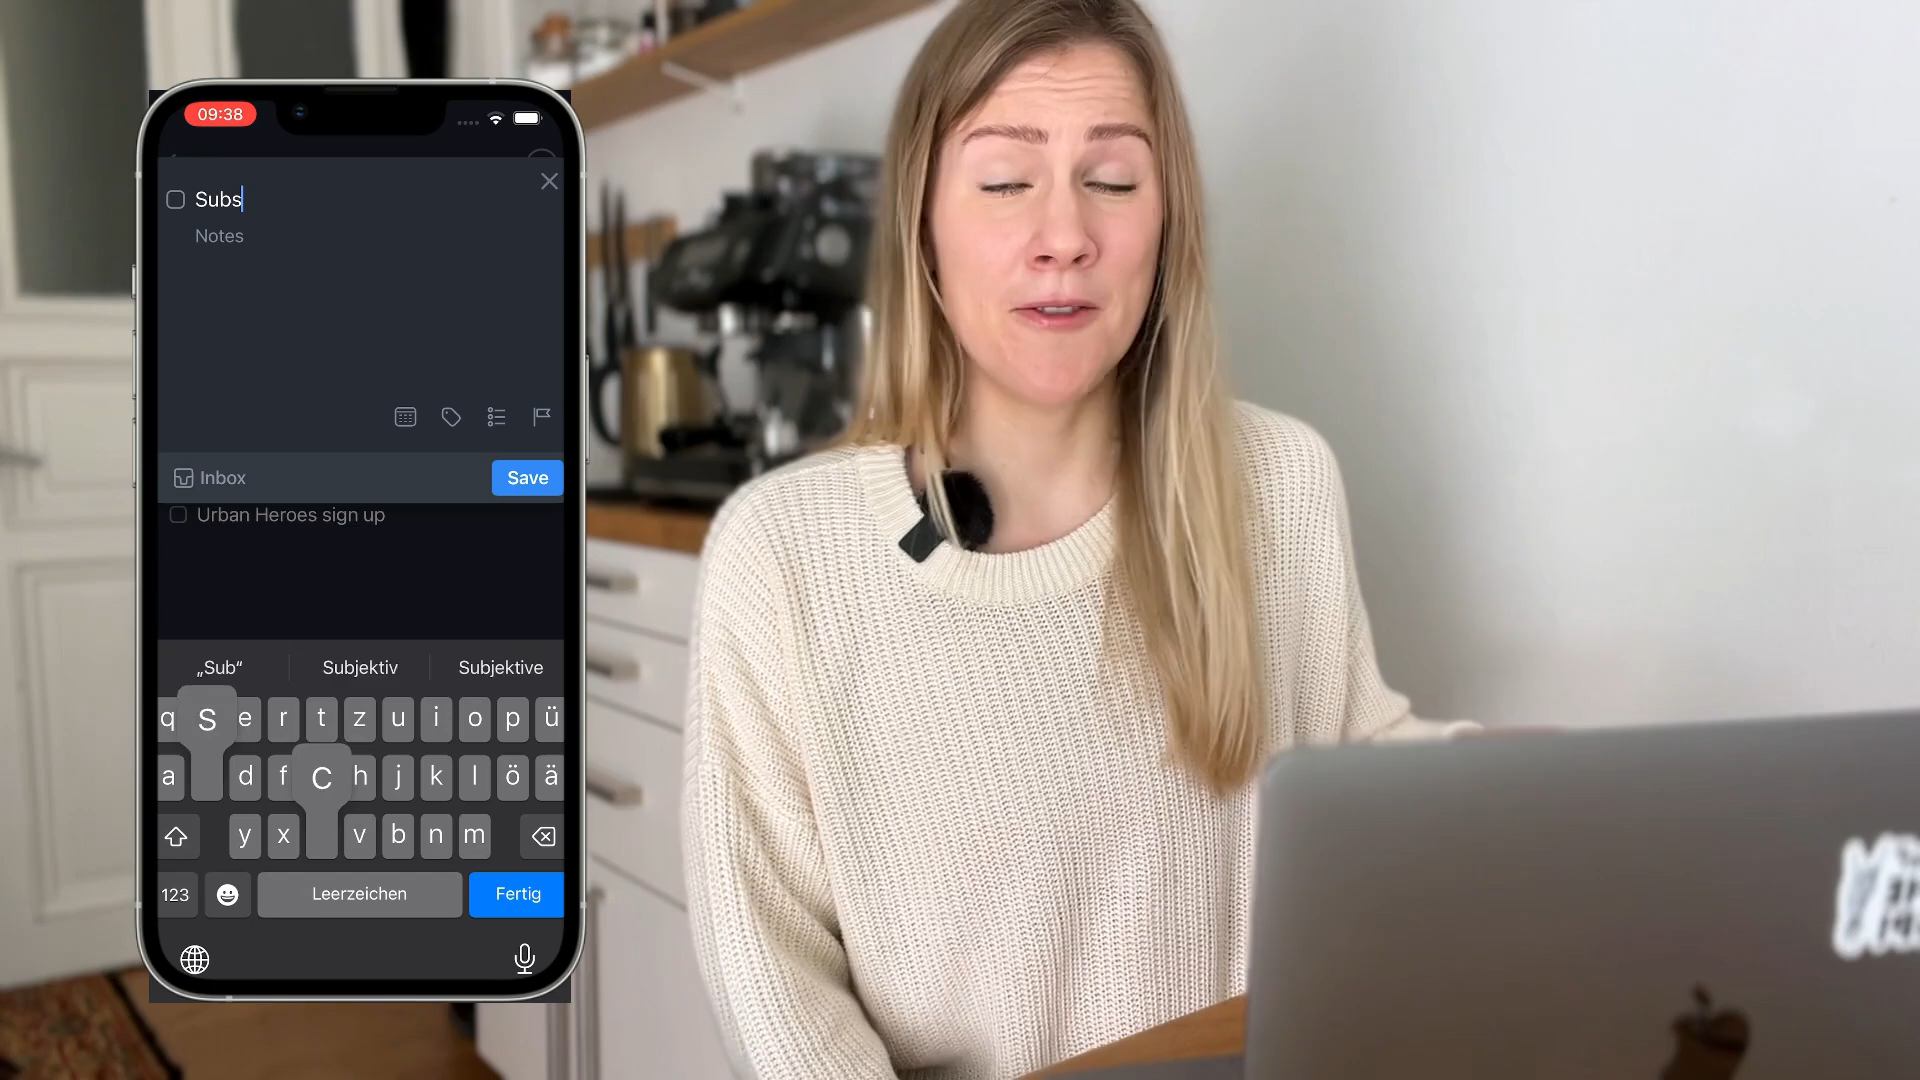 09:38
Subs
Notes
Inbox
Save
Urban Heroes sign up
„Sub“
Subjektiv
Subjektive
q S e r t z u i o p ü
a d f C h j k l ö ä
y x v b n m
123
Leerzeichen
Fertig